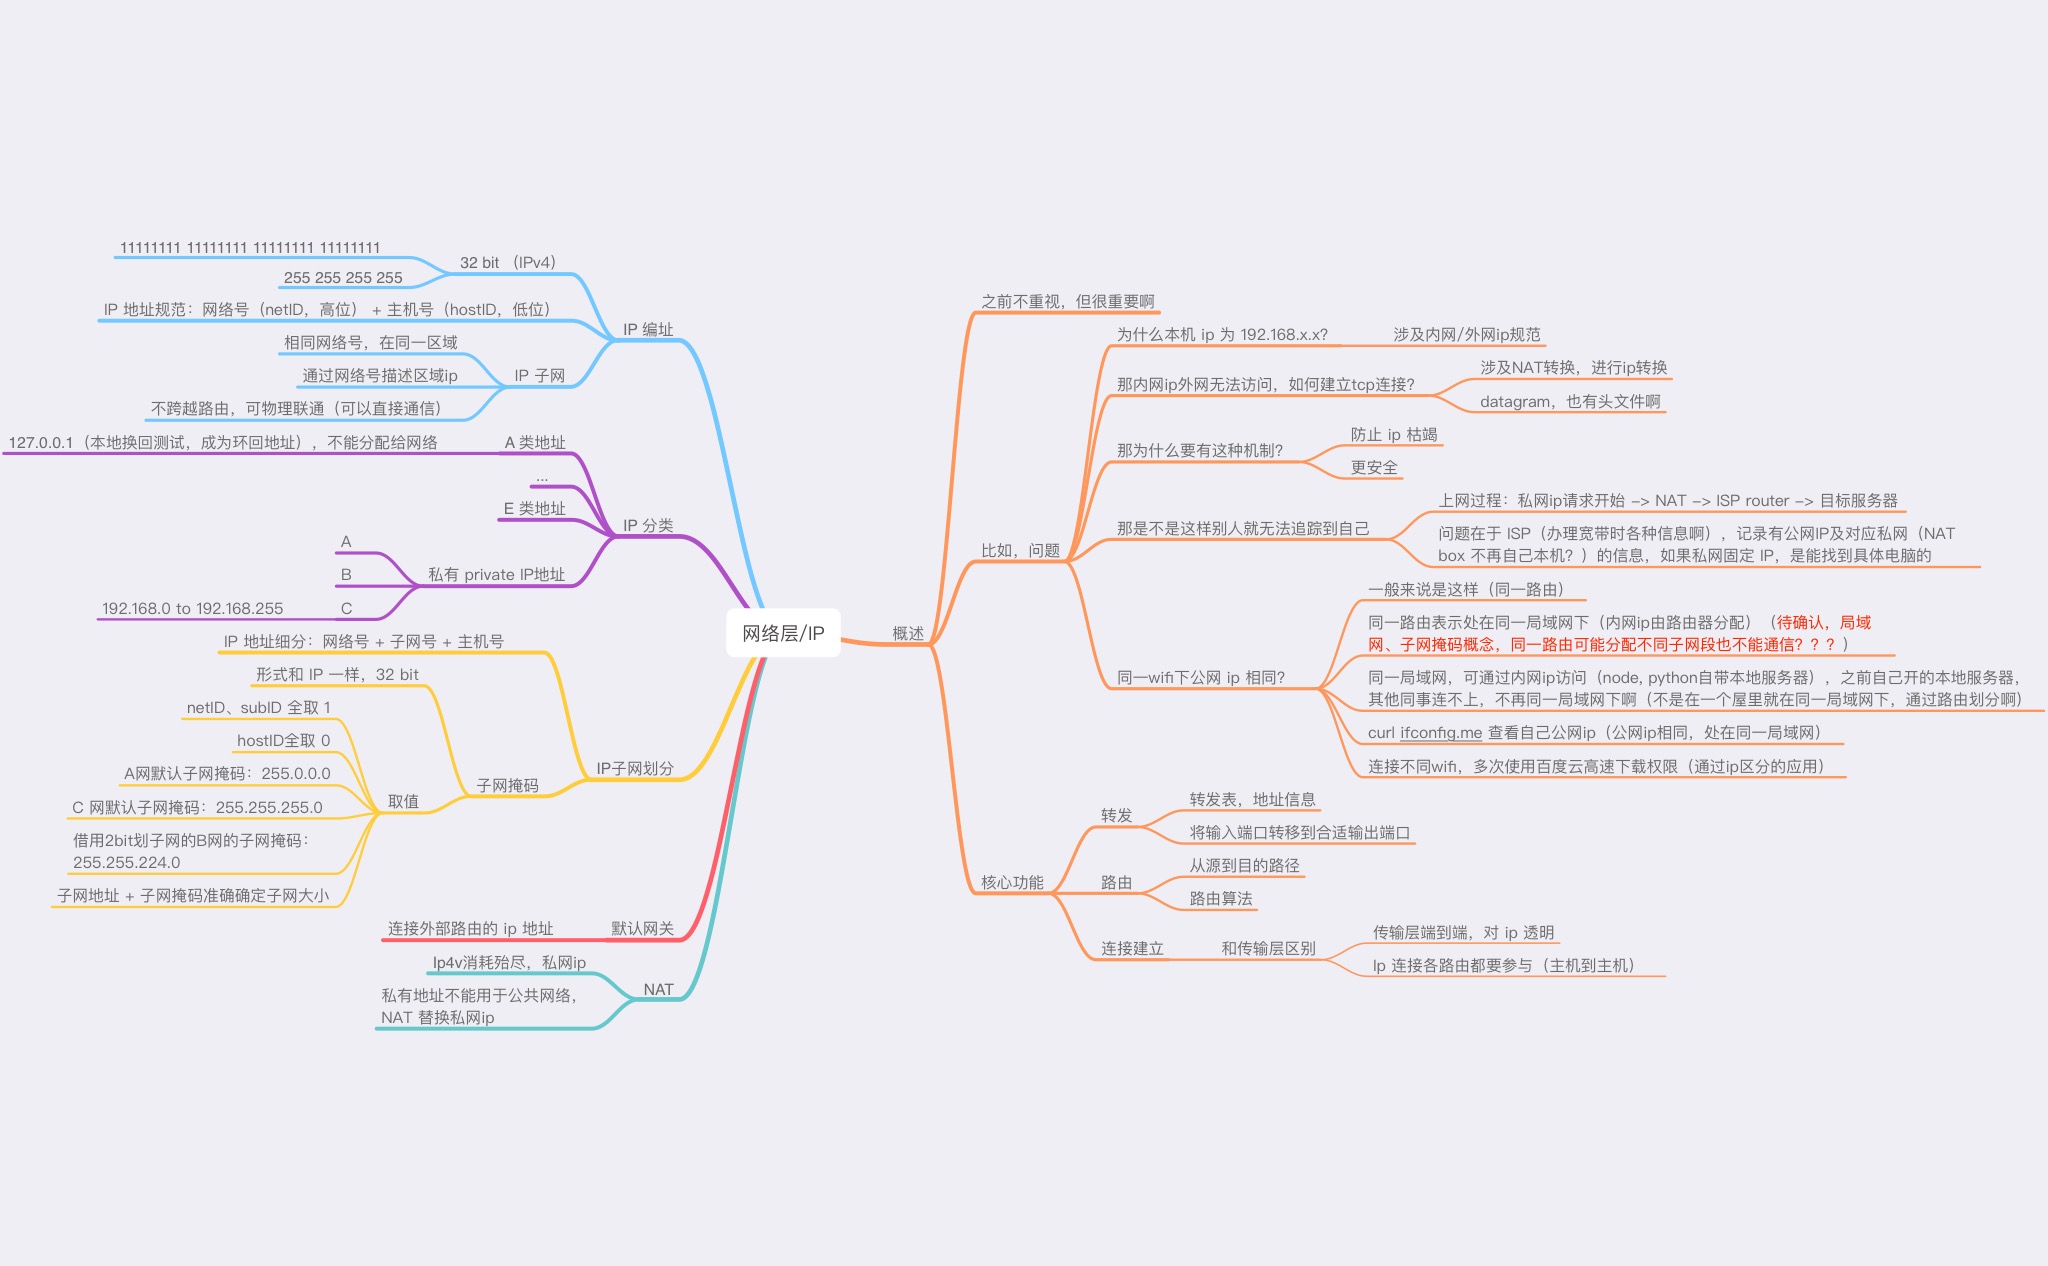 网络层/IP
概述
之前不重视，但很重要啊
比如，问题
为什么本机 ip 为 192.168.x.x?
涉及内网/外网ip规范
那内网ip外网无法访问，如何建立tcp连接?
涉及NAT转换，进行ip转换
datagram，也有头文件啊
那为什么要有这种机制?
防止 ip 枯竭
更安全
那是不是这样别人就无法追踪到自己
上网过程：私网ip请求开始 -> NAT -> ISP router -> 目标服务器
问题在于 ISP（办理宽带时各种信息啊），记录有公网IP及对应私网（NAT
box 不再自己本机？）的信息，如果私网固定 IP，是能找到具体电脑的
同一wifi下公网 ip 相同?
一般来说是这样（同一路由）
同一路由表示处在同一局域网下（内网ip由路由器分配）（待确认，局域
网、子网掩码概念，同一路由可能分配不同子网段也不能通信？？？）
同一局域网，可通过内网ip访问（node, python自带本地服务器），之前自己开的本地服务器，
其他同事连不上，不再同一局域网下啊（不是在一个屋里就在同一局域网下，通过路由划分啊）
curl ifconfig.me 查看自己公网ip（公网ip相同，处在同一局域网）
连接不同wifi，多次使用百度云高速下载权限（通过ip区分的应用）
核心功能
转发
转发表，地址信息
将输入端口转移到合适输出端口
路由
从源到目的路径
路由算法
连接建立
和传输层区别
传输层端到端，对 ip 透明
Ip 连接各路由都要参与（主机到主机）
IP 编址
32 bit （IPv4）
11111111 11111111 11111111 11111111
255 255 255 255
IP 地址规范：网络号（netID，高位） + 主机号（hostID，低位）
IP 子网
相同网络号，在同一区域
通过网络号描述区域ip
不跨越路由，可物理联通（可以直接通信）
IP 分类
A 类地址
127.0.0.1（本地换回测试，成为环回地址），不能分配给网络
...
E 类地址
私有 private IP地址
A
B
C
192.168.0 to 192.168.255
IP子网划分
IP 地址细分：网络号 + 子网号 + 主机号
子网掩码
形式和 IP 一样，32 bit
取值
netID、subID 全取 1
hostID全取 0
A网默认子网掩码：255.0.0.0
C 网默认子网掩码：255.255.255.0
借用2bit划子网的B网的子网掩码：
255.255.224.0
子网地址 + 子网掩码准确确定子网大小
默认网关
连接外部路由的 ip 地址
NAT
Ip4v消耗殆尽，私网ip
私有地址不能用于公共网络，
NAT 替换私网ip